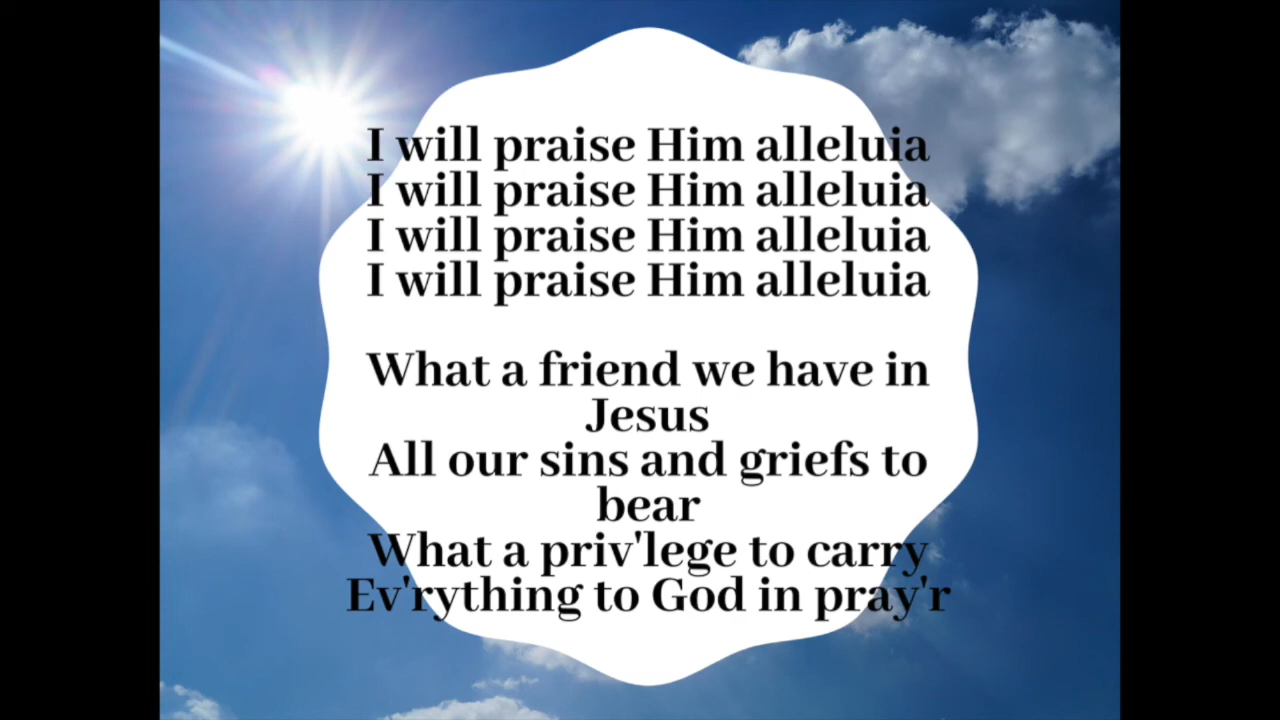 I will praise Him alleluia
I will praise Him alleluia
I will praise Him alleluia
I will praise Him alleluia
What a friend we have in
Jesus
All our sins and griefs to
bear
What a priv'lege to carry
Ev'rything to God in pray'r